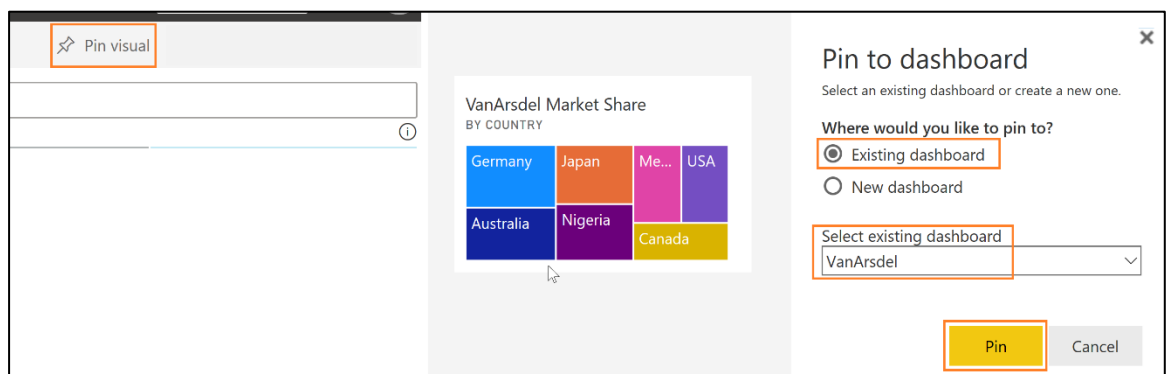 Pin visual
VanArsdel Market Share
BY COUNTRY
Germany
Japan
Me...
USA
Australia
Nigeria
Canada
Pin to dashboard
Select an existing dashboard or create a new one.
Where would you like to pin to?
Existing dashboard
New dashboard
Select existing dashboard
VanArsdel
Pin
Cancel